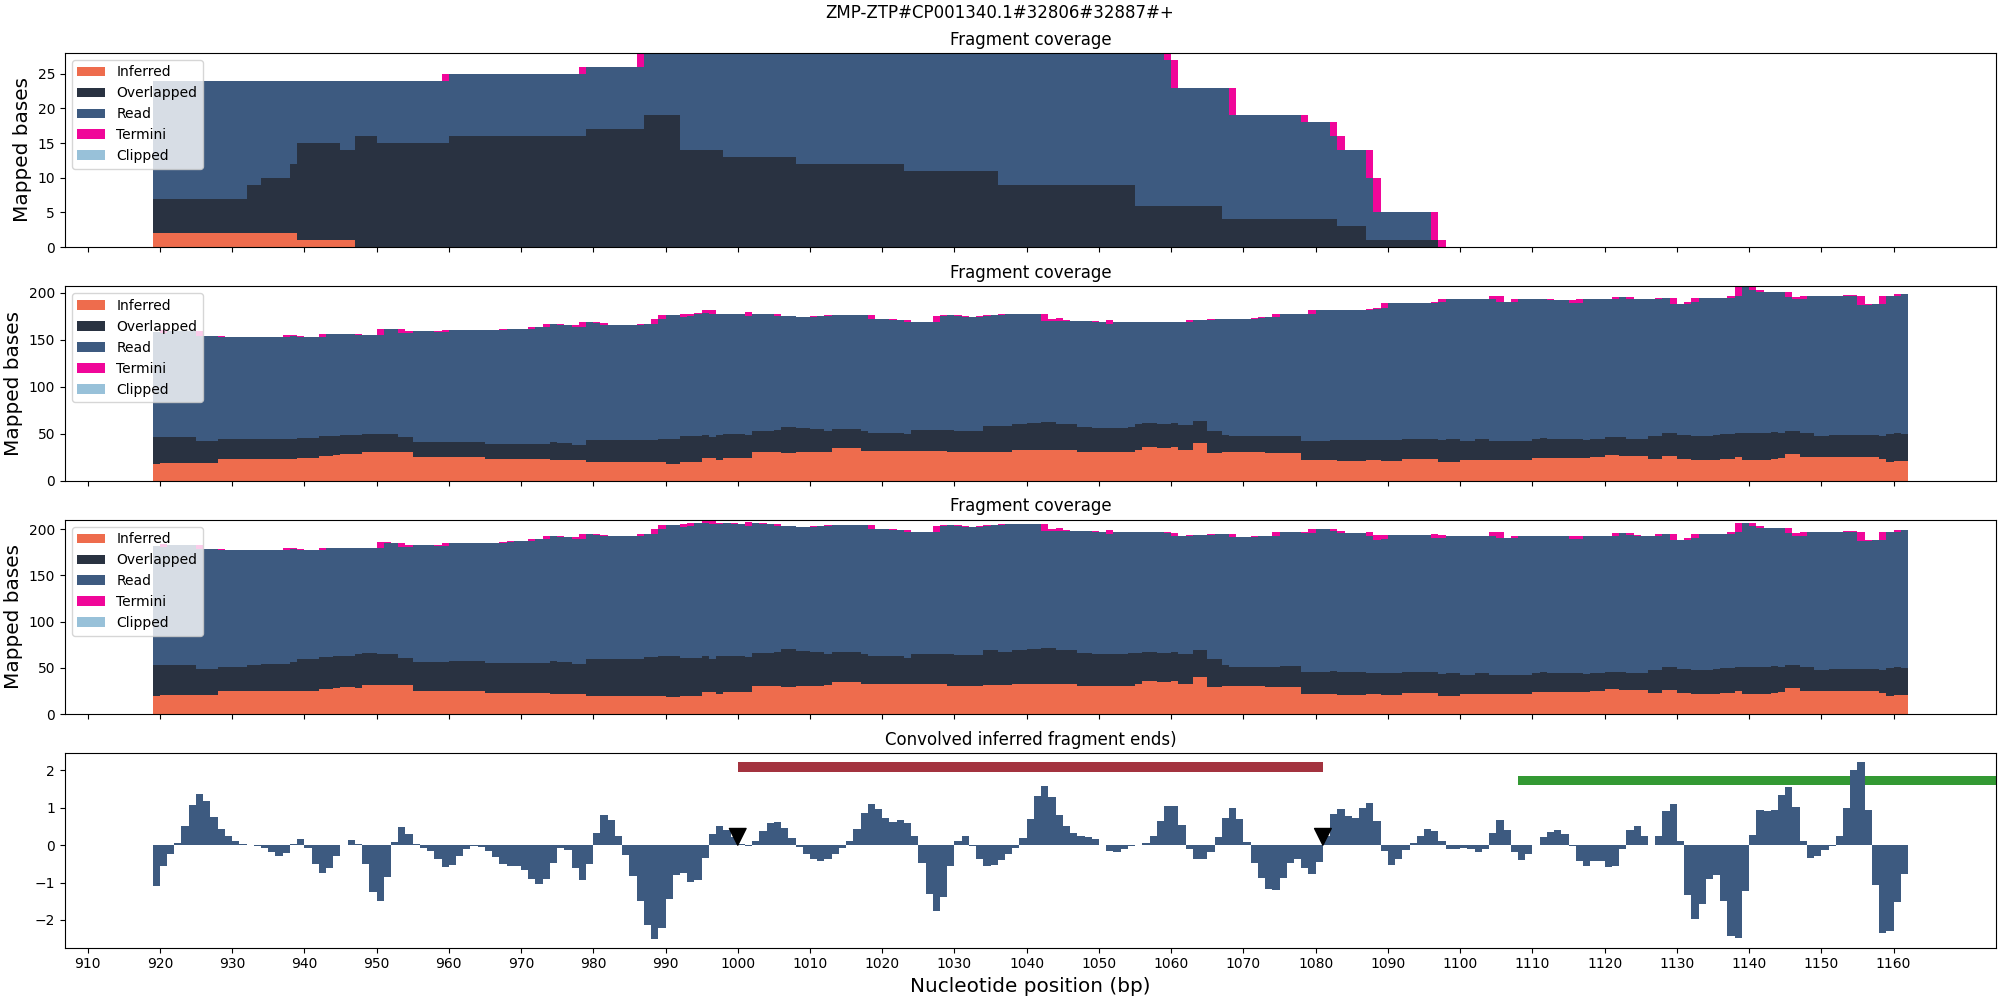 ZMP-ZTP#CP001340.1#32806#32887#+
Fragment coverage
Mapped bases
25
20
15
10
5
0
Inferred
Overlapped
Read
Termini
Clipped
Fragment coverage
Mapped bases
200
150
100
50
0
Inferred
Overlapped
Read
Termini
Clipped
Fragment coverage
Mapped bases
200
150
100
50
0
Inferred
Overlapped
Read
Termini
Clipped
Convolved inferred fragment ends)
2
1
0
−1
−2
910 920 930 940 950 960 970 980 990 1000 1010 1020 1030 1040 1050 1060 1070 1080 1090 1100 1110 1120 1130 1140 1150 1160
Nucleotide position (bp)